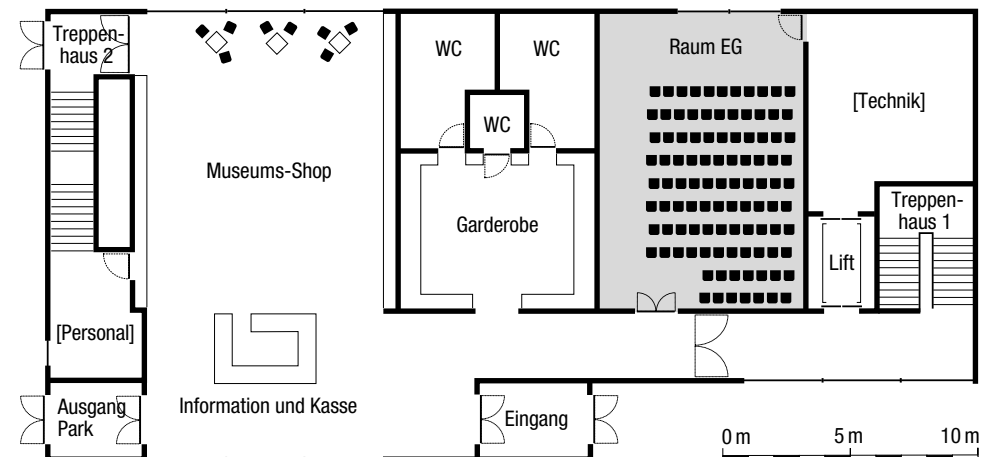 Treppen-
haus 2
WC
WC
Raum EG
[Technik]
WC
Museums-Shop
Garderobe
Treppen-
haus 1
Lift
[Personal]
Information und Kasse
Ausgang
Park
Eingang
0 m
5 m
10 m